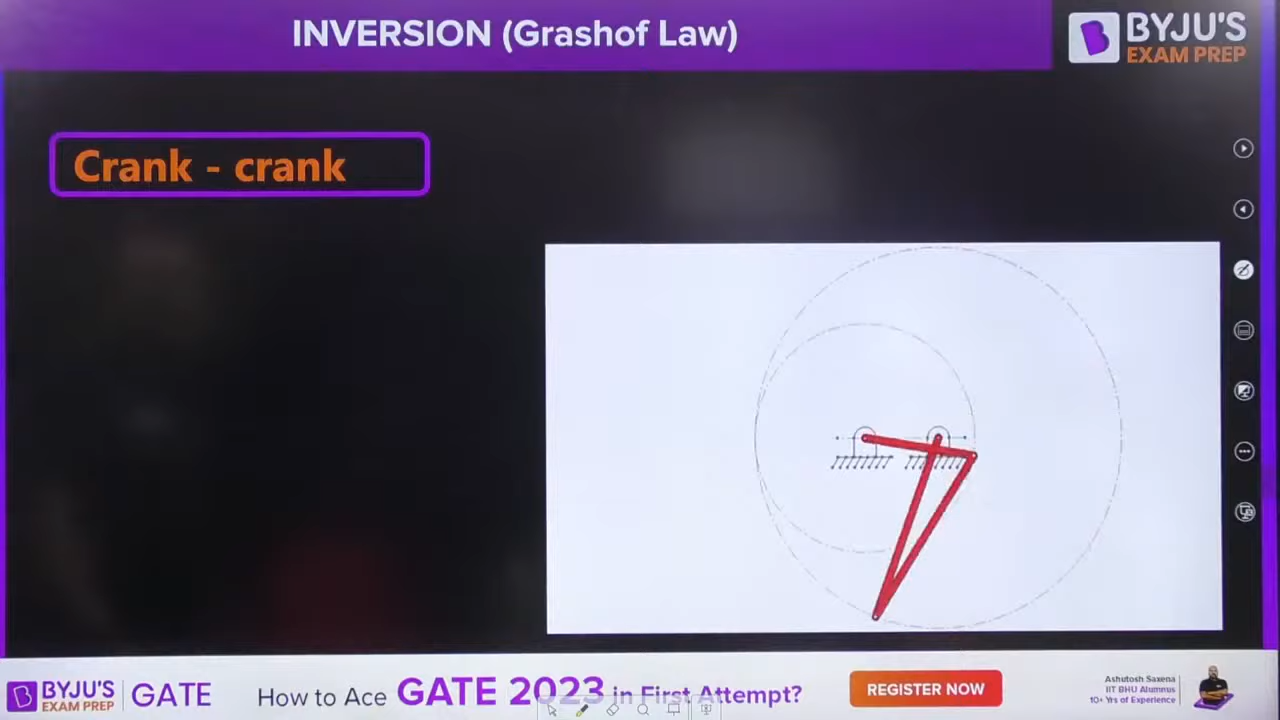 INVERSION (Grashof Law)
BYJU'S
EXAM PREP
Crank - crank
BYJU'S
EXAM PREP
GATE
How to Ace GATE 2023 in First Attempt?
REGISTER NOW
Ashutosh Saxena
IIT BHU Alumnus
10+ Yrs of Experience